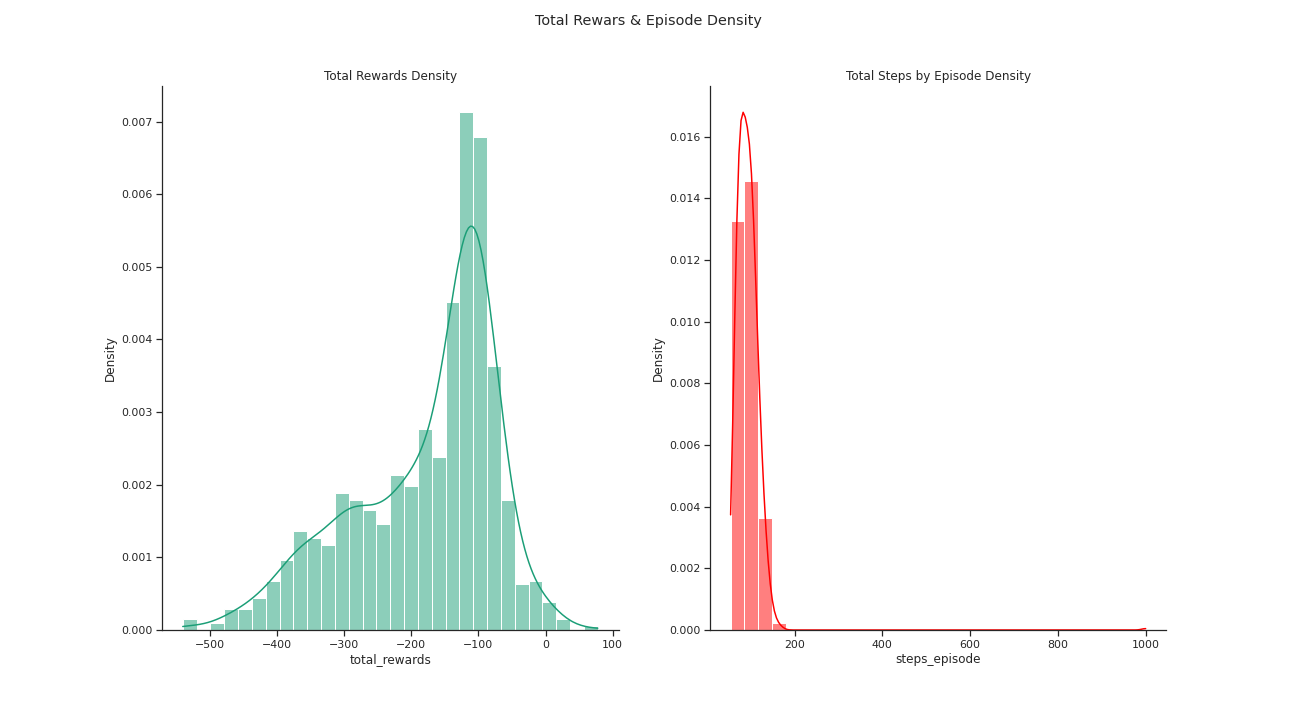 Total Rewars & Episode Density
Total Rewards Density
0.007
0.006
0.005
0.004
0.003
0.002
0.001
0.000
Density
−500 −400 −300 −200 −100 0 100
total_rewards
Total Steps by Episode Density
0.016
0.014
0.012
0.010
0.008
0.006
0.004
0.002
0.000
Density
200 400 600 800 1000
steps_episode